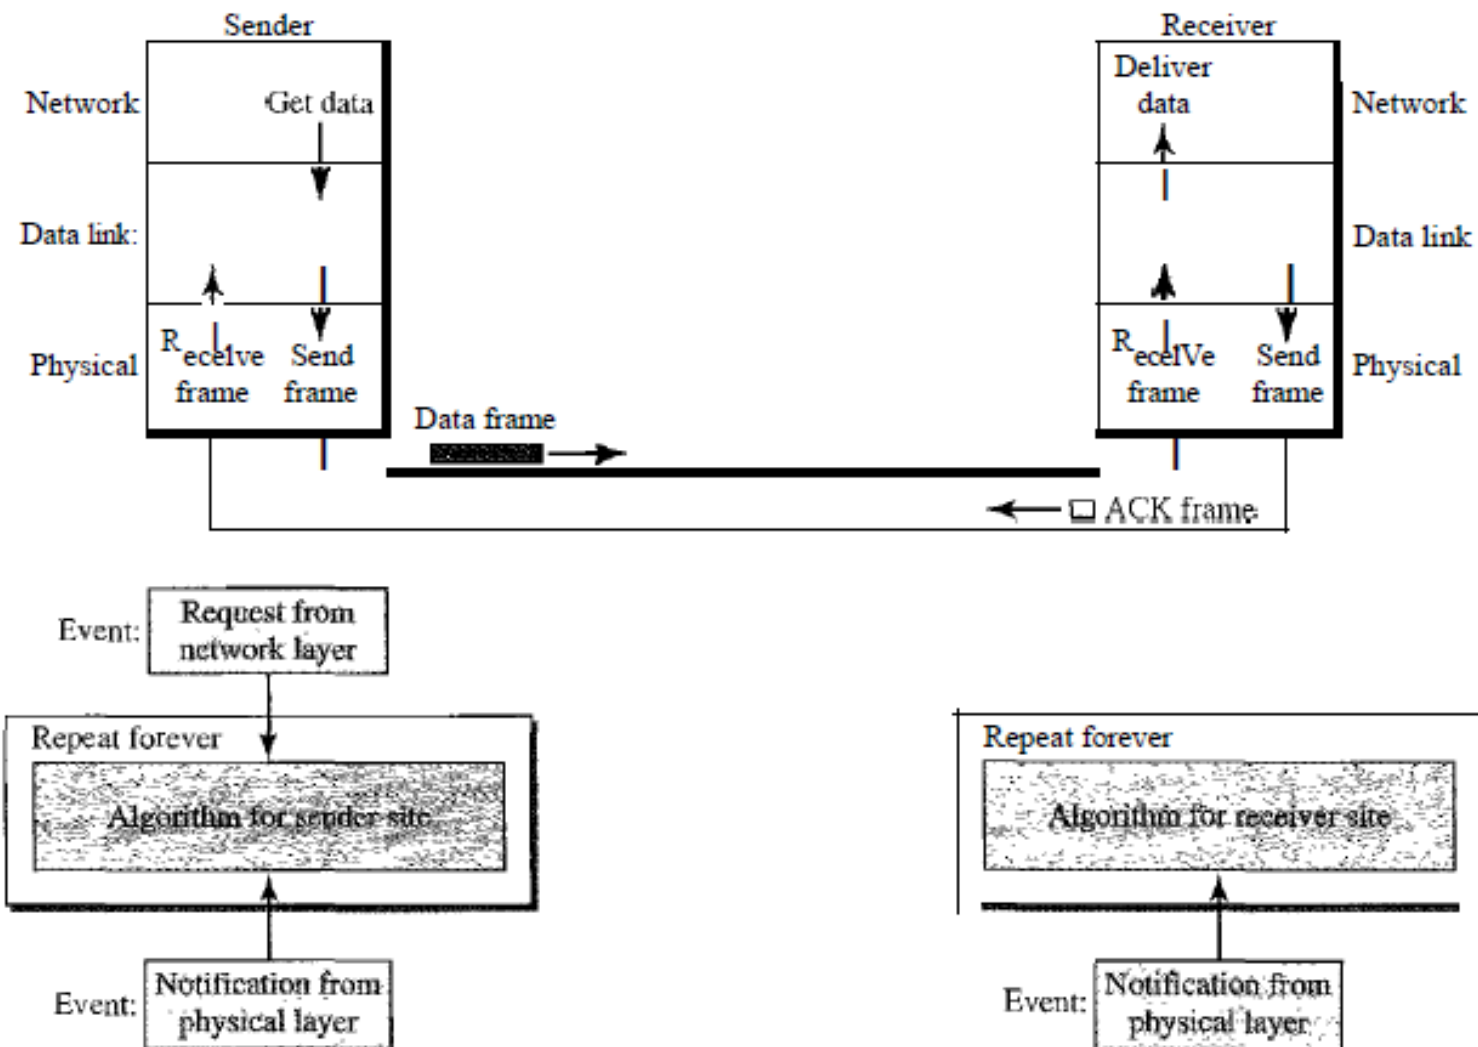 Sender
Receiver
Network
Get data
Deliver
data
Network
Data link:
Data link
Physical
Receive
frame
Send
frame
ReceIVe
frame
Send
frame
Physical
Data frame
ACK frame
Event:
Request from
network layer
Repeat forever
Algorithm for sender site
Repeat forever
Algorithm for receiver site
Event:
Notification from
physical layer
Event:
Notification from
physical layer